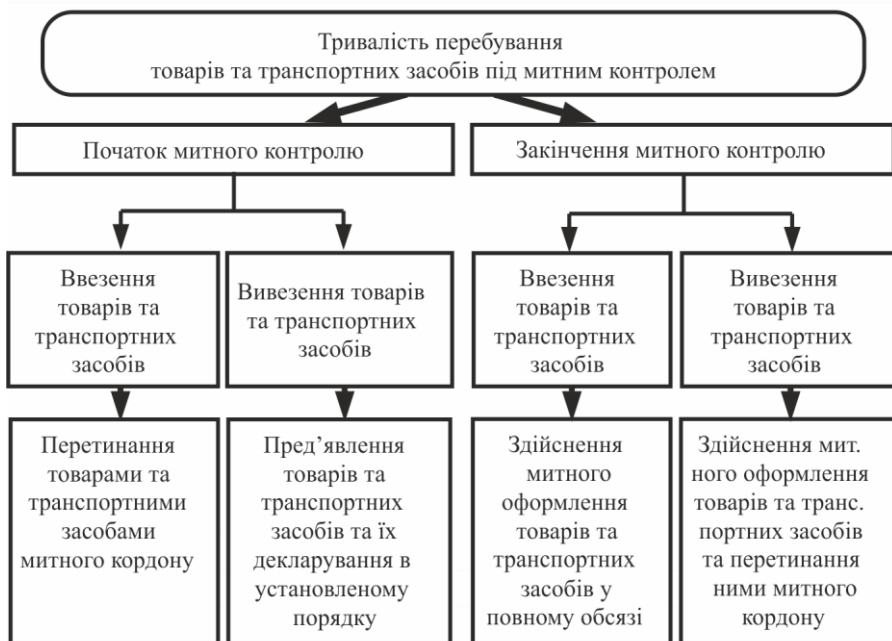 Тривалість перебування
товарів та транспортних засобів під митним контролем
Початок митного контролю
Закінчення митного контролю
Ввезення
товарів та
транспортних
засобів
Вивезення товарів
та транспортних
засобів
Ввезення
товарів та
транспортних
засобів
Вивезення
товарів та
транспортних
засобів
Перетинання
товарами та
транспортними
засобами
митного кордону
Пред’явлення
товарів та
транспортних
засобів та їх
декларування в
установленому
порядку
Здійснення
митного
оформлення
товарів та
транспортних
засобів у
повному обсязі
Здійснення мит.
ного оформлення
товарів та транс.
портних засобів
та перетинання
ними митного
кордону